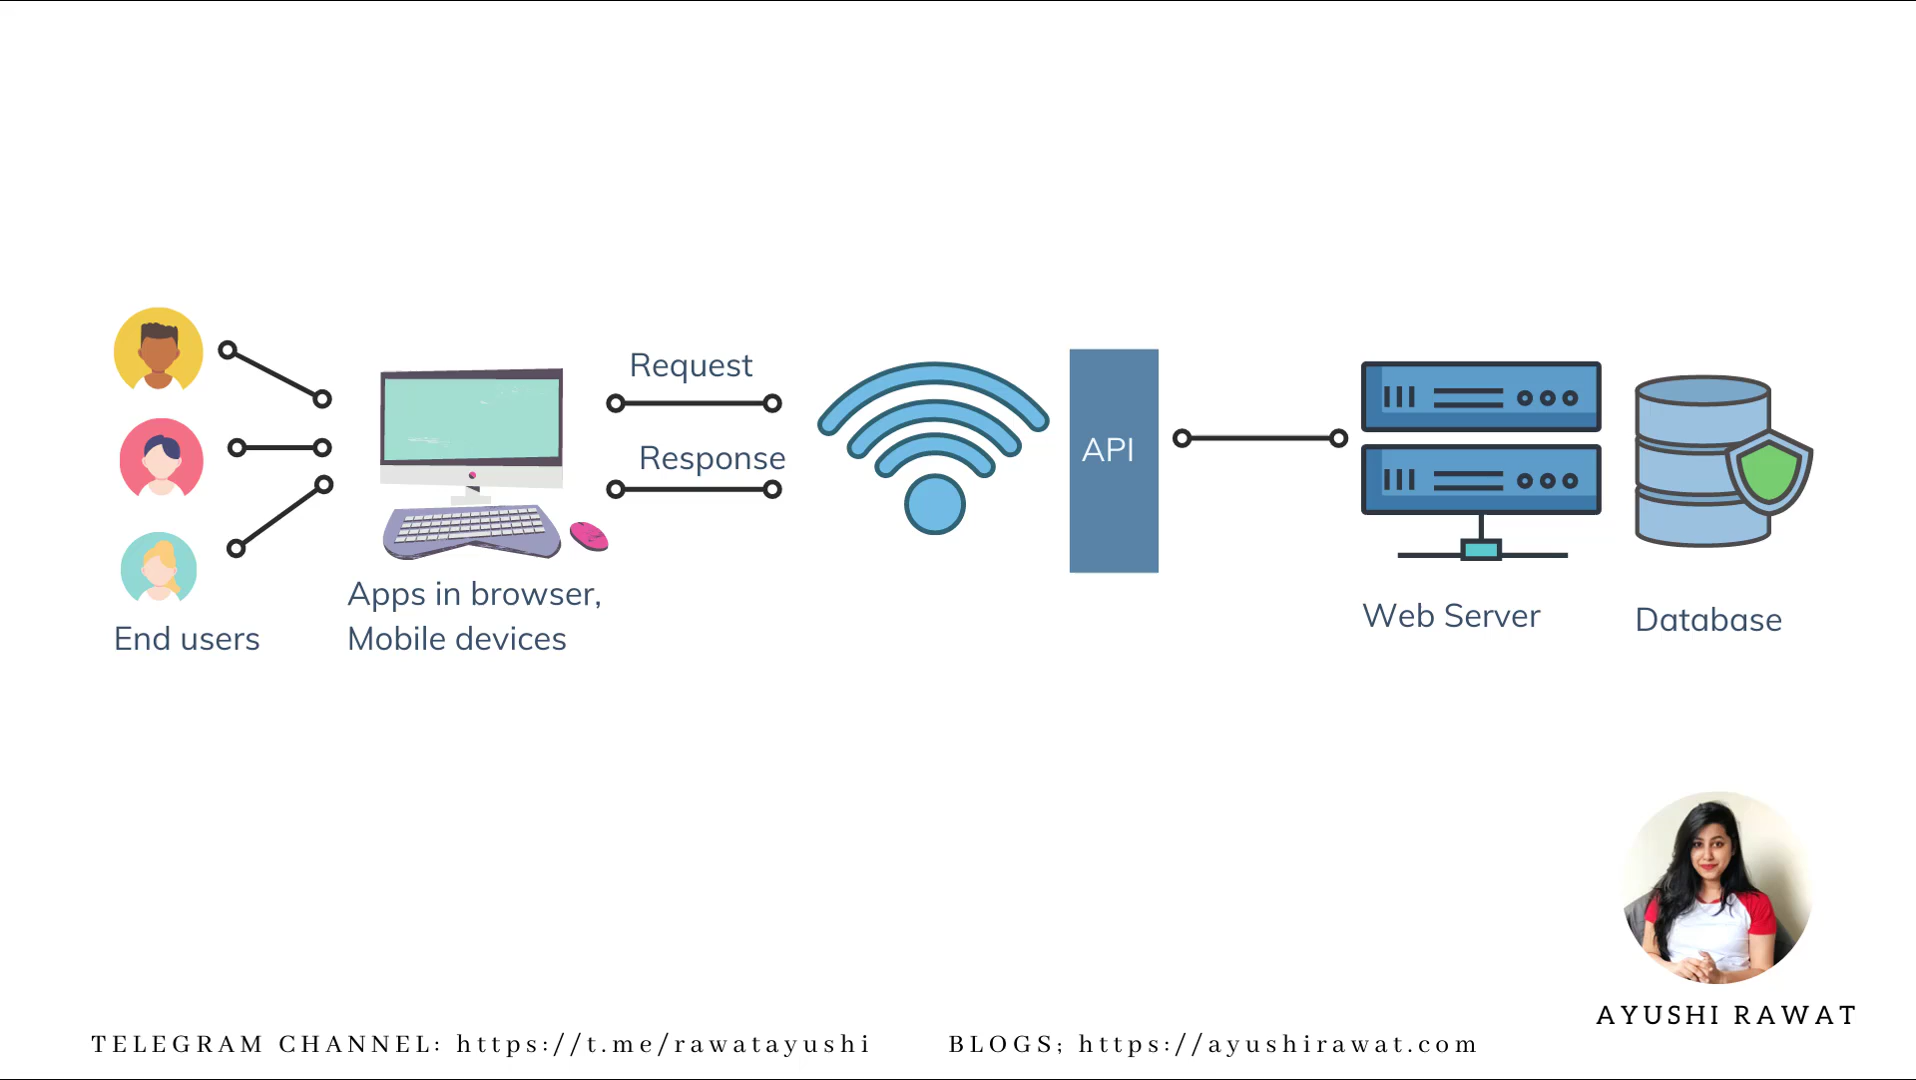 Request
Response
API
Apps in browser,
Mobile devices
End users
Web Server
Database
AYUSHI RAWAT
TELEGRAM CHANNEL: https://t.me/rawatayushi
BLOGS; https://ayushirawat.com